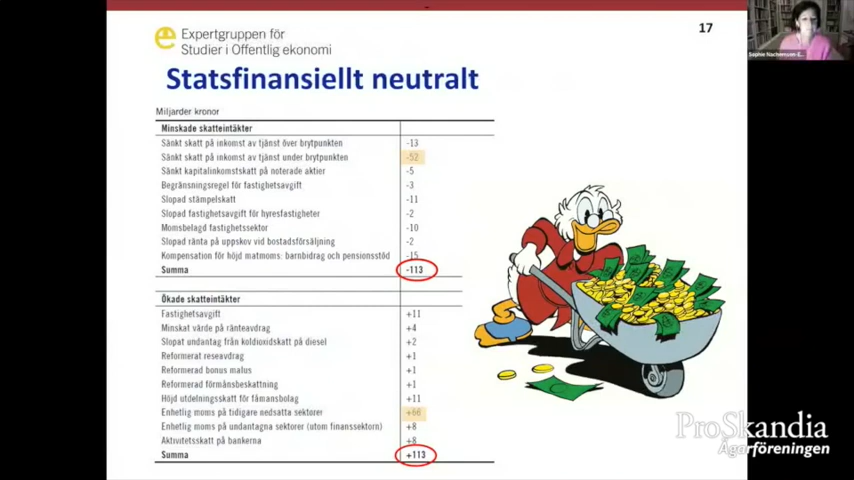 Expertgruppen för
Studier i Offentlig ekonomi
17
Statsfinansiellt neutralt
Miljarder kronor
Minskade skatteintäkter
Sänkt skatt på inkomst av tjänst över brytpunkten -13
Sänkt skatt på inkomst av tjänst under brytpunkten -52
Sänkt kapitalinkomstskatt på noterade aktier -5
Begränsningsregel för fastighetsavgift -3
Slopad stämpelskatt -11
Slopad fastighetsavgift för hyresfastigheter -2
Momsbelagd fastighetssektor -10
Slopad ränta på uppskov vid bostadsförsäljning -2
Kompensation för höjd matmoms: barnbidrag och pensionsstöd -15
Summa -113
Ökade skatteintäkter
Fastighetsavgift +11
Minskat värde på ränteavdrag +4
Slopat undantag från koldioxidskatt på diesel +2
Reformerat reseavdrag +1
Reformerad bonus malus +1
Reformerad förmånsbeskattning +1
Höjd utdelningsskatt för fåmansbolag +11
Enhetlig moms på tidigare nedsatta sektorer +66
Enhetlig moms på undantagna sektorer (utom finanssektorn) +8
Aktivitetsskatt på bankerna +8
Summa +113
ProSkandia
Ägarföreningen